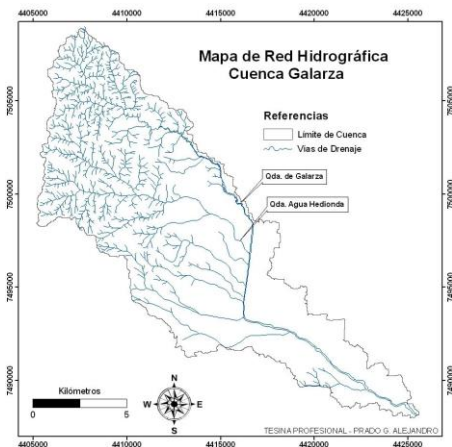 4405000 4410000 4415000 4420000 4425000
Mapa de Red Hidrográfica
Cuenca Galarza
Referencias
Límite de Cuenca
Vias de Drenaje
Qda. de Galarza
Qda. Agua Hedionda
7505000
7500000
7495000
7490000
7505000
7500000
7495000
7490000
Kilómetros
0 5
N
W E
S
TESINA PROFESIONAL - PRADO G. ALEJANDRO
4405000 4410000 4415000 4420000 4425000